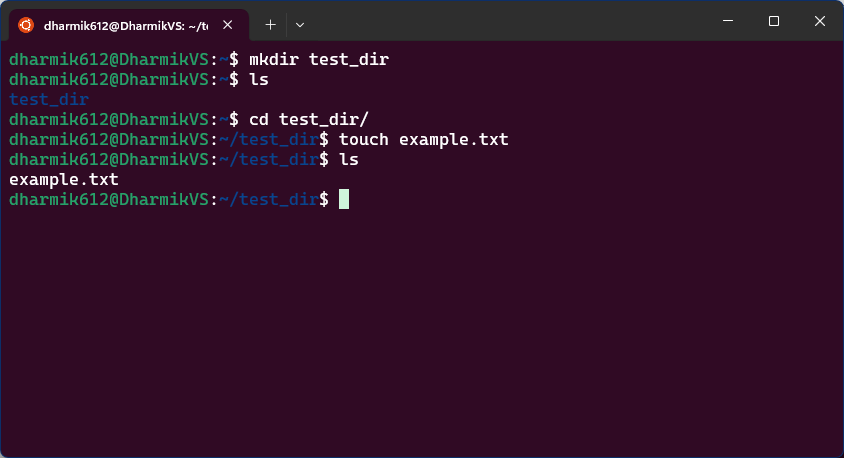 dharmik612@DharmikVS: ~/te
dharmik612@DharmikVS:~$ mkdir test_dir
dharmik612@DharmikVS:~$ ls
test_dir
dharmik612@DharmikVS:~$ cd test_dir/
dharmik612@DharmikVS:~/test_dir$ touch example.txt
dharmik612@DharmikVS:~/test_dir$ ls
example.txt
dharmik612@DharmikVS:~/test_dir$